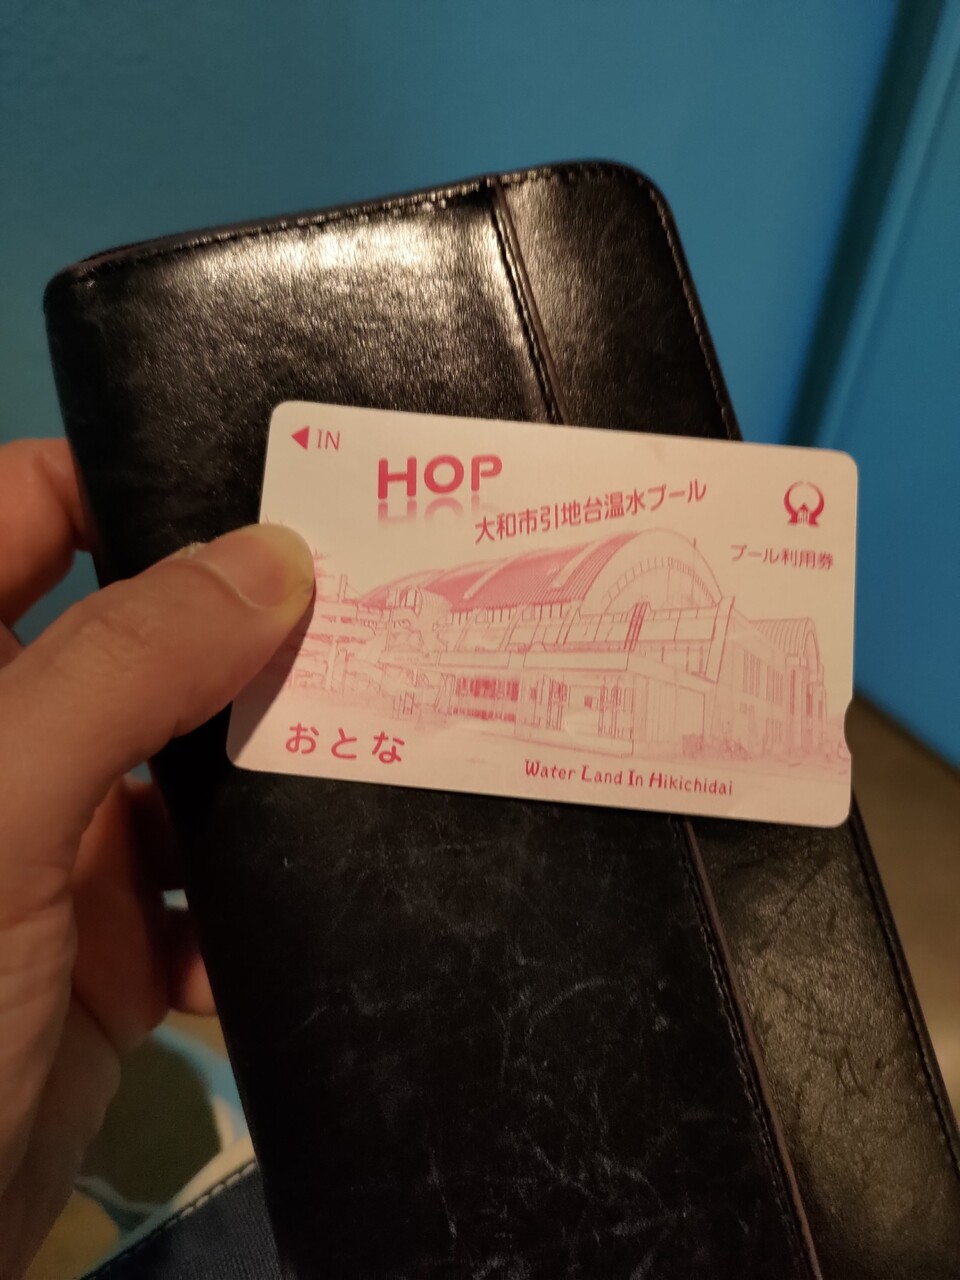 ◀IN
HOP
大和市引地台温水プール
プール利用券
おとな
Water Land In Hikichidai